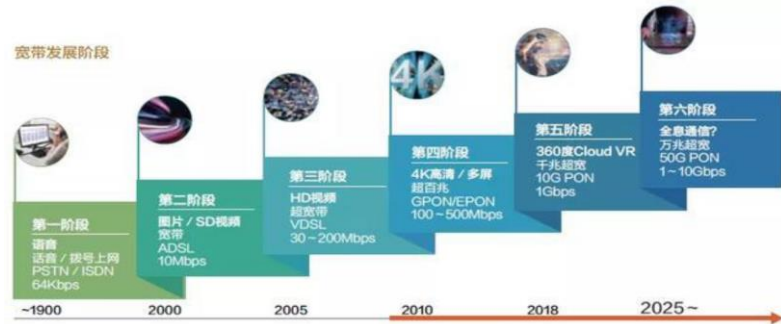 宽带发展阶段
4K
第一阶段
语音
话音 / 拨号上网
PSTN / ISDN
64Kbps
第二阶段
图片 / SD视频
宽带
ADSL
10Mbps
第三阶段
HD视频
超宽带
VDSL
30~200Mbps
第四阶段
4K高清 / 多屏
超百兆
GPON/EPON
100~500Mbps
第五阶段
360度Cloud VR
千兆超宽
10G PON
1Gbps
第六阶段
全息通信?
万兆超宽
50G PON
1~10Gbps
~1900
2000
2005
2010
2018
2025~